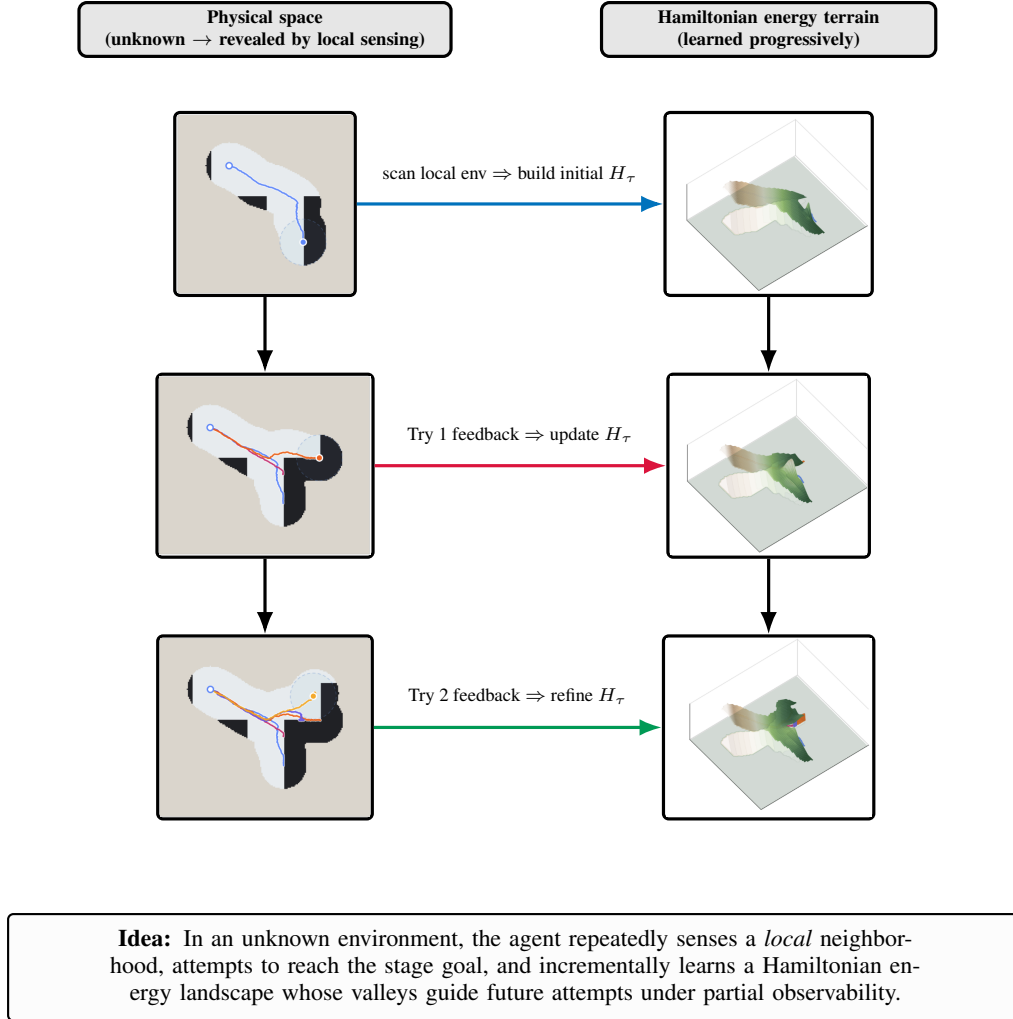 Physical space
(unknown → revealed by local sensing)
Hamiltonian energy terrain
(learned progressively)
scan local env ⇒ build initial H_τ
Try 1 feedback ⇒ update H_τ
Try 2 feedback ⇒ refine H_τ
Idea: In an unknown environment, the agent repeatedly senses a local neighbor-
hood, attempts to reach the stage goal, and incrementally learns a Hamiltonian en-
ergy landscape whose valleys guide future attempts under partial observability.